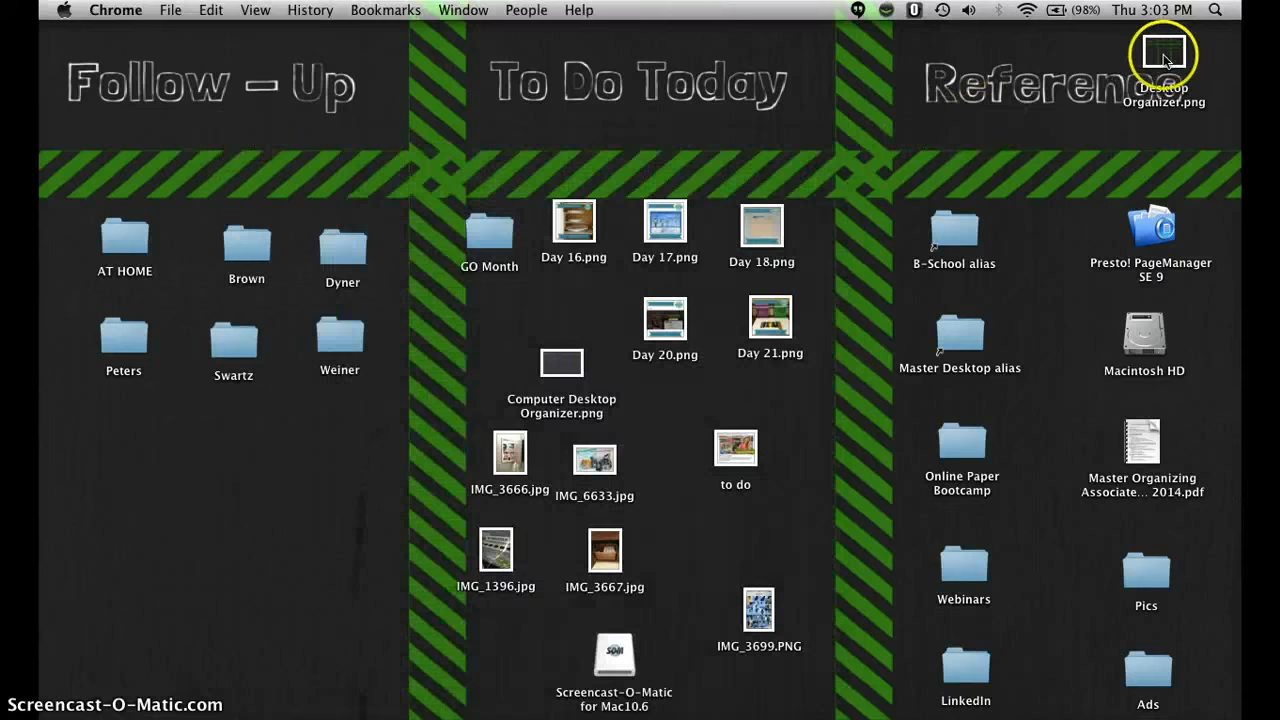 Chrome File Edit View History Bookmarks Window People Help (98%) Thu 3:03 PM
Follow - Up
To Do Today
Reference
Desktop
Organizer.png
AT HOME
Brown
Dyner
Peters
Swartz
Weiner
GO Month
Day 16.png
Day 17.png
Day 18.png
Day 20.png
Day 21.png
Computer Desktop
Organizer.png
IMG_3666.jpg
IMG_6633.jpg
to do
IMG_1396.jpg
IMG_3667.jpg
IMG_3699.PNG
Screencast-O-Matic
for Mac10.6
B-School alias
Presto! PageManager
SE 9
Master Desktop alias
Macintosh HD
Online Paper
Bootcamp
Master Organizing
Associate... 2014.pdf
Webinars
Pics
LinkedIn
Ads
Screencast-O-Matic.com